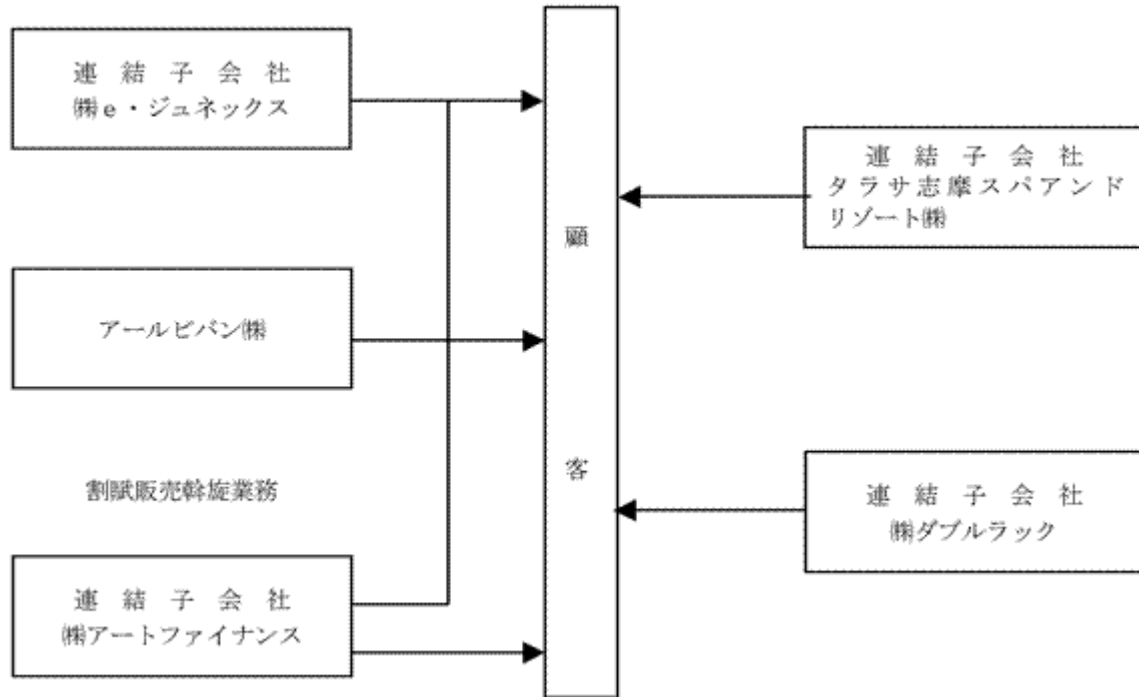 連結子会社
㈱ｅ・ジュネックス
アールビバン㈱
割賦販売斡旋業務
連結子会社
㈱アートファイナンス
顧
客
連結子会社
タラサ志摩スパアンド
リゾート㈱
連結子会社
㈱ダブルラック